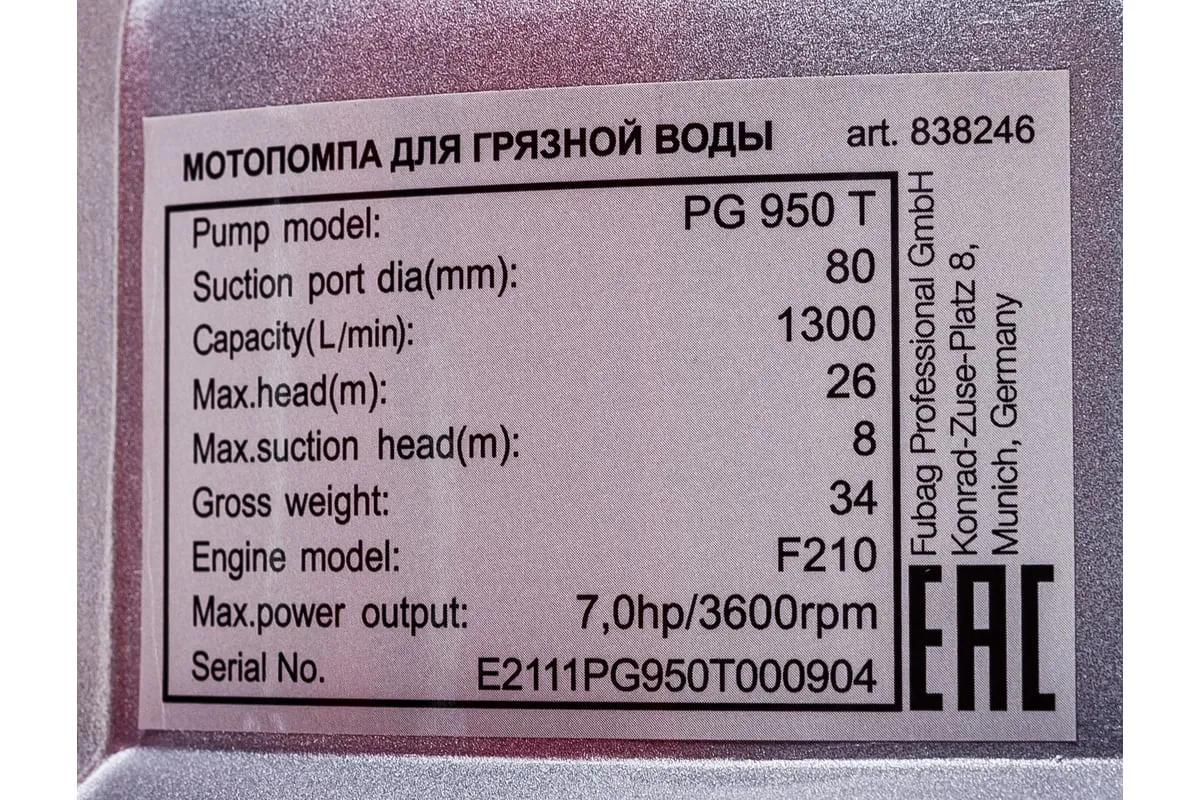 МОТОПОМПА ДЛЯ ГРЯЗНОЙ ВОДЫ art. 838246
Pump model: PG 950 T
Suction port dia(mm): 80
Capacity(L/min): 1300
Max.head(m): 26
Max.suction head(m): 8
Gross weight: 34
Engine model: F210
Max.power output: 7,0hp/3600rpm
Serial No. E2111PG950T000904
Fubag Professional GmbH
Konrad-Zuse-Platz 8,
Munich, Germany
EAC